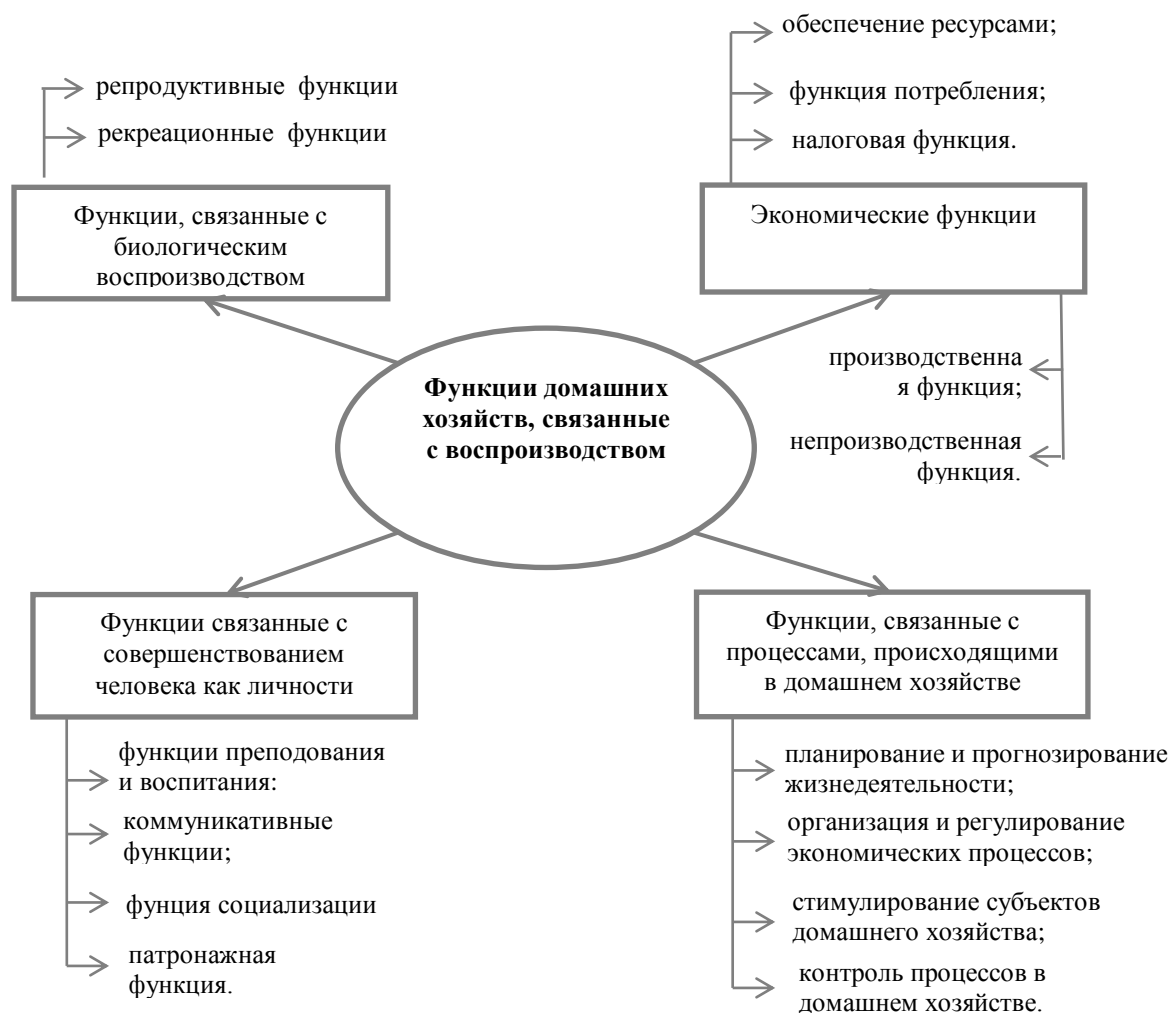 репродуктивные функции
рекреационные функции
Функции, связанные с
биологическим
воспроизводством
обеспечение ресурсами;
функция потребления;
налоговая функция.
Экономические функции
производственна
я функция;
непроизводственная
функция.
Функции домашних
хозяйств, связанные
с воспроизводством
Функции связанные с
совершенствованием
человека как личности
функции преподования
и воспитания:
коммуникативные
функции;
фунция социализации
патронажная
функция.
Функции, связанные с
процессами, происходящими
в домашнем хозяйстве
планирование и прогнозирование
жизнедеятельности;
организация и регулирование
экономических процессов;
стимулирование субъектов
домашнего хозяйства;
контроль процессов в
домашнем хозяйстве.